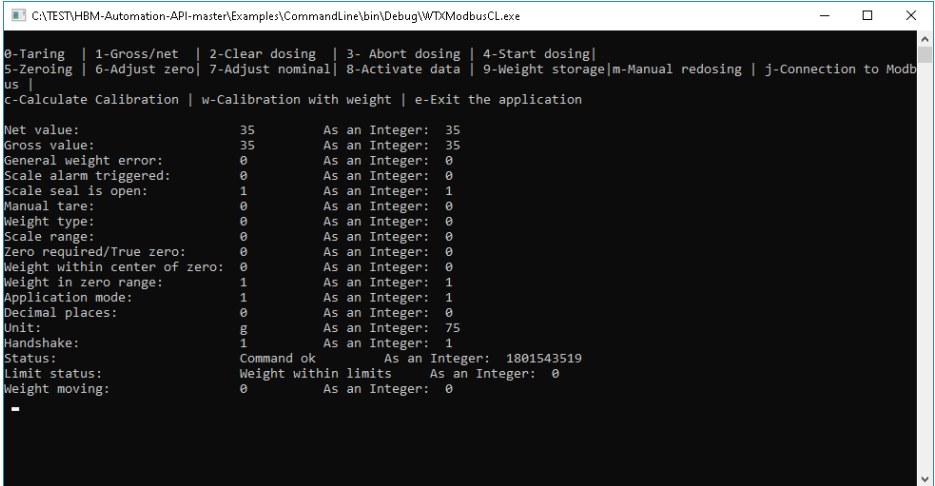 C:\TEST\HBM-Automation-API-master\Examples\CommandLine\bin\Debug\WTXModbusCL.exe
0-Taring | 1-Gross/net | 2-Clear dosing | 3- Abort dosing | 4-Start dosing|
5-Zeroing | 6-Adjust zero| 7-Adjust nominal| 8-Activate data | 9-Weight storage|m-Manual redosing | j-Connection to Modb
us |
c-Calculate Calibration | w-Calibration with weight | e-Exit the application
Net value: 35 As an Integer: 35
Gross value: 35 As an Integer: 35
General weight error: 0 As an Integer: 0
Scale alarm triggered: 0 As an Integer: 0
Scale seal is open: 1 As an Integer: 1
Manual tare: 0 As an Integer: 0
Weight type: 0 As an Integer: 0
Scale range: 0 As an Integer: 0
Zero required/True zero: 0 As an Integer: 0
Weight within center of zero: 0 As an Integer: 0
Weight in zero range: 1 As an Integer: 1
Application mode: 1 As an Integer: 1
Decimal places: 0 As an Integer: 0
Unit: g As an Integer: 75
Handshake: 1 As an Integer: 1
Status: Command ok As an Integer: 1801543519
Limit status: Weight within limits As an Integer: 0
Weight moving: 0 As an Integer: 0